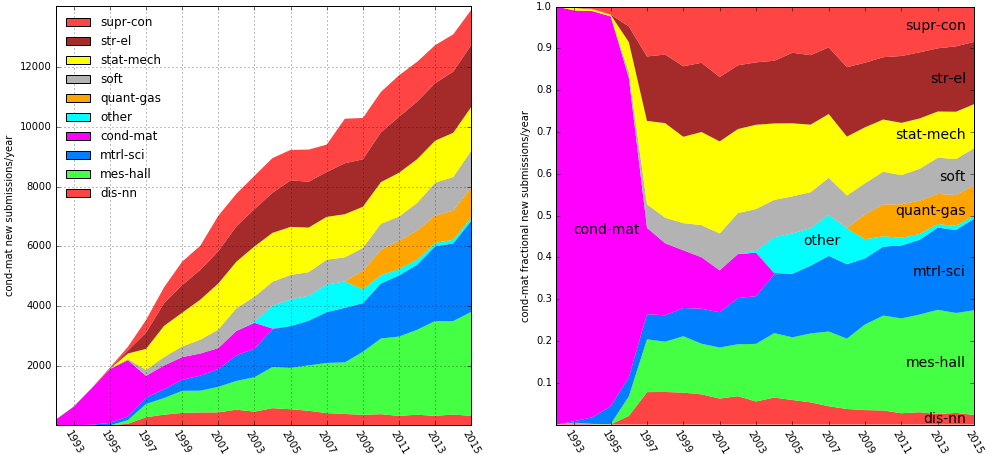 cond-mat new submissions/year
12000
10000
8000
6000
4000
2000
supr-con
str-el
stat-mech
soft
quant-gas
other
cond-mat
mtrl-sci
mes-hall
dis-nn
1993
1995
1997
1999
2001
2003
2005
2007
2009
2011
2013
2015
cond-mat fractional new submissions/year
1.0
0.9
0.8
0.7
0.6
0.5
0.4
0.3
0.2
0.1
supr-con
str-el
stat-mech
soft
quant-gas
cond-mat
other
mtrl-sci
mes-hall
dis-nn
1993
1995
1997
1999
2001
2003
2005
2007
2009
2011
2013
2015